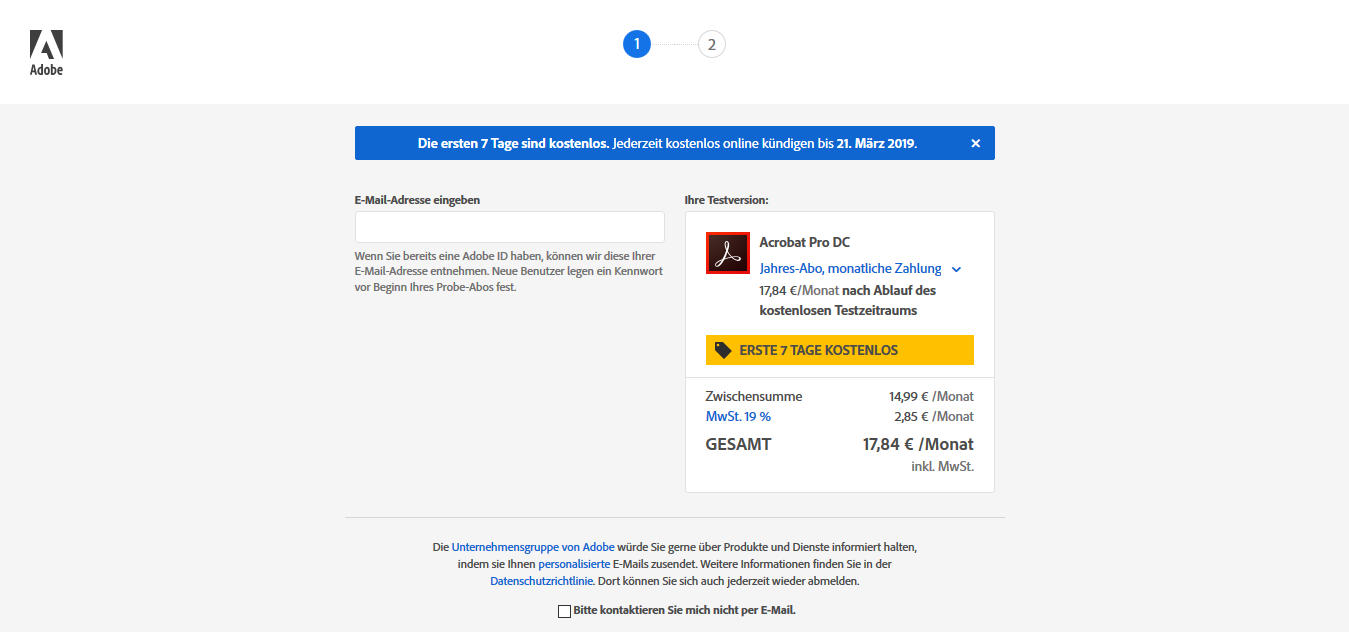 Adobe
1
2
Die ersten 7 Tage sind kostenlos. Jederzeit kostenlos online kündigen bis 21. März 2019.
E-Mail-Adresse eingeben
Wenn Sie bereits eine Adobe ID haben, können wir diese Ihrer
E-Mail-Adresse entnehmen. Neue Benutzer legen ein Kennwort
vor Beginn Ihres Probe-Abos fest.
Ihre Testversion:
Acrobat Pro DC
Jahres-Abo, monatliche Zahlung
17,84 €/Monat nach Ablauf des
kostenlosen Testzeitraums
ERSTE 7 TAGE KOSTENLOS
Zwischensumme 14,99 € /Monat
MwSt. 19 % 2,85 € /Monat
GESAMT 17,84 € /Monat
inkl. MwSt.
Die Unternehmensgruppe von Adobe würde Sie gerne über Produkte und Dienste informiert halten,
indem sie Ihnen personalisierte E-Mails zusendet. Weitere Informationen finden Sie in der
Datenschutzrichtlinie. Dort können Sie sich auch jederzeit wieder abmelden.
Bitte kontaktieren Sie mich nicht per E-Mail.